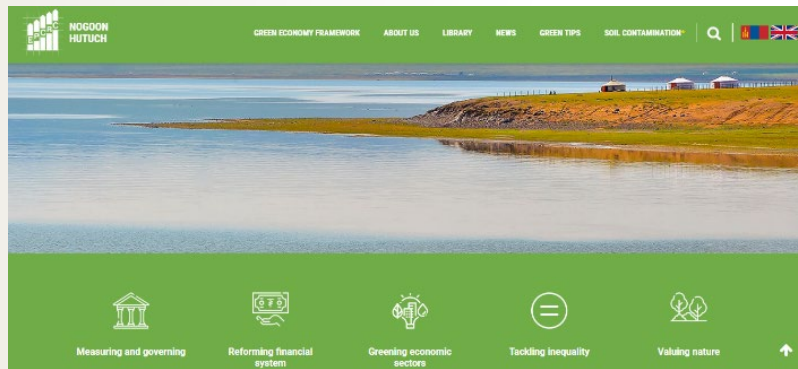 NOGOON
HUTUCH
EPCRC
GREEN ECONOMY FRAMEWORK ABOUT US LIBRARY NEWS GREEN TIPS SOIL CONTAMINATION
Measuring and governing
Reforming financial
system
Greening economic
sectors
Tackling inequality
Valuing nature